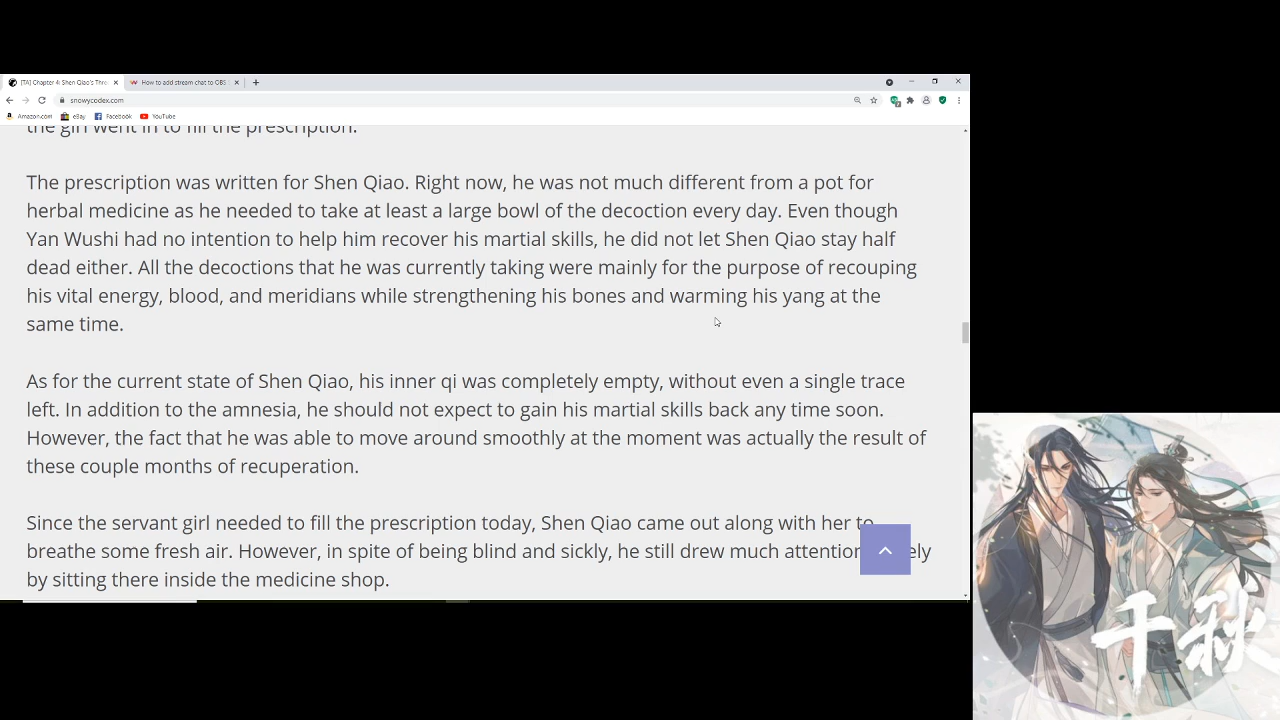 [TA] Chapter 4: Shen Qiao's Thre
How to add stream chat to OBS
snowycodex.com
Amazon.com eBay Facebook YouTube
the girl went in to fill the prescription.
The prescription was written for Shen Qiao. Right now, he was not much different from a pot for
herbal medicine as he needed to take at least a large bowl of the decoction every day. Even though
Yan Wushi had no intention to help him recover his martial skills, he did not let Shen Qiao stay half
dead either. All the decoctions that he was currently taking were mainly for the purpose of recouping
his vital energy, blood, and meridians while strengthening his bones and warming his yang at the
same time.
As for the current state of Shen Qiao, his inner qi was completely empty, without even a single trace
left. In addition to the amnesia, he should not expect to gain his martial skills back any time soon.
However, the fact that he was able to move around smoothly at the moment was actually the result of
these couple months of recuperation.
Since the servant girl needed to fill the prescription today, Shen Qiao came out along with her to
breathe some fresh air. However, in spite of being blind and sickly, he still drew much attention ely
by sitting there inside the medicine shop.
千秋